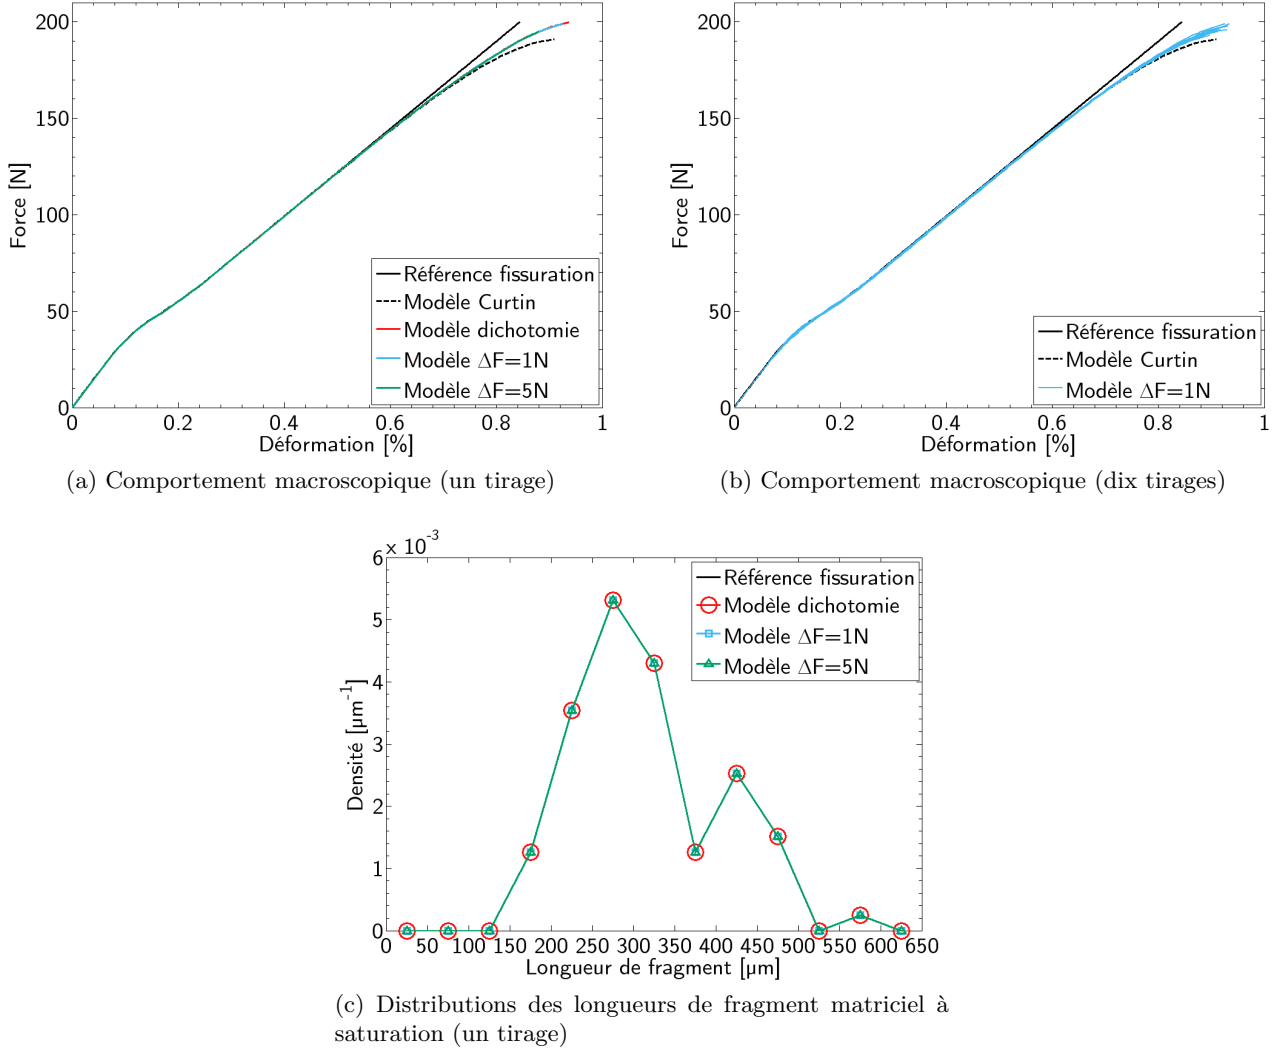 200
150
100
50
0
Force [N]
0 0.2 0.4 0.6 0.8 1
Déformation [%]
Référence fissuration
Modèle Curtin
Modèle dichotomie
Modèle ΔF=1N
Modèle ΔF=5N
(a) Comportement macroscopique (un tirage)
200
150
100
50
0
Force [N]
0 0.2 0.4 0.6 0.8 1
Déformation [%]
Référence fissuration
Modèle Curtin
Modèle ΔF=1N
(b) Comportement macroscopique (dix tirages)
× 10⁻³
6
5
4
3
2
1
0
Densité [µm⁻¹]
0 50 100 150 200 250 300 350 400 450 500 550 600 650
Longueur de fragment [µm]
Référence fissuration
Modèle dichotomie
Modèle ΔF=1N
Modèle ΔF=5N
(c) Distributions des longueurs de fragment matriciel à
saturation (un tirage)